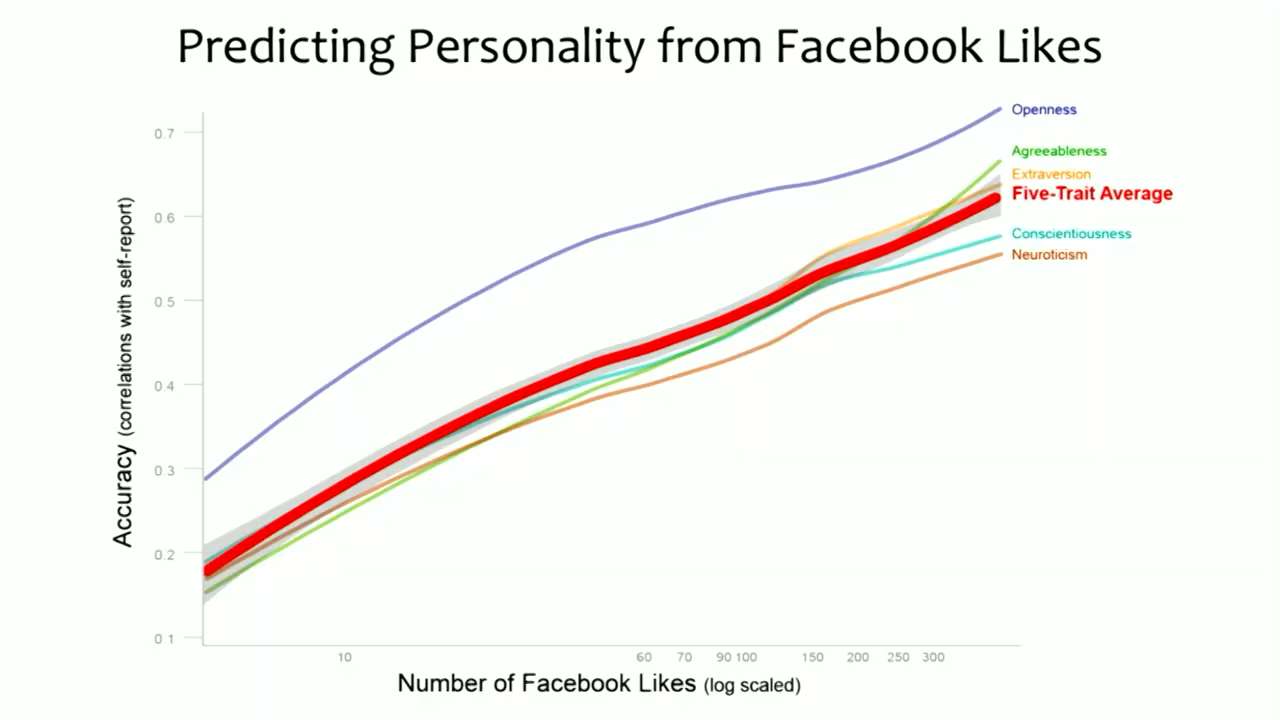 Predicting Personality from Facebook Likes
Openness
0.7
Agreeableness
Extraversion
Five-Trait Average
0.6
Conscientiousness
Neuroticism
0.5
0.4
0.3
0.2
0.1
Accuracy (correlations with self-report)
10 60 70 90 100 150 200 250 300
Number of Facebook Likes (log scaled)